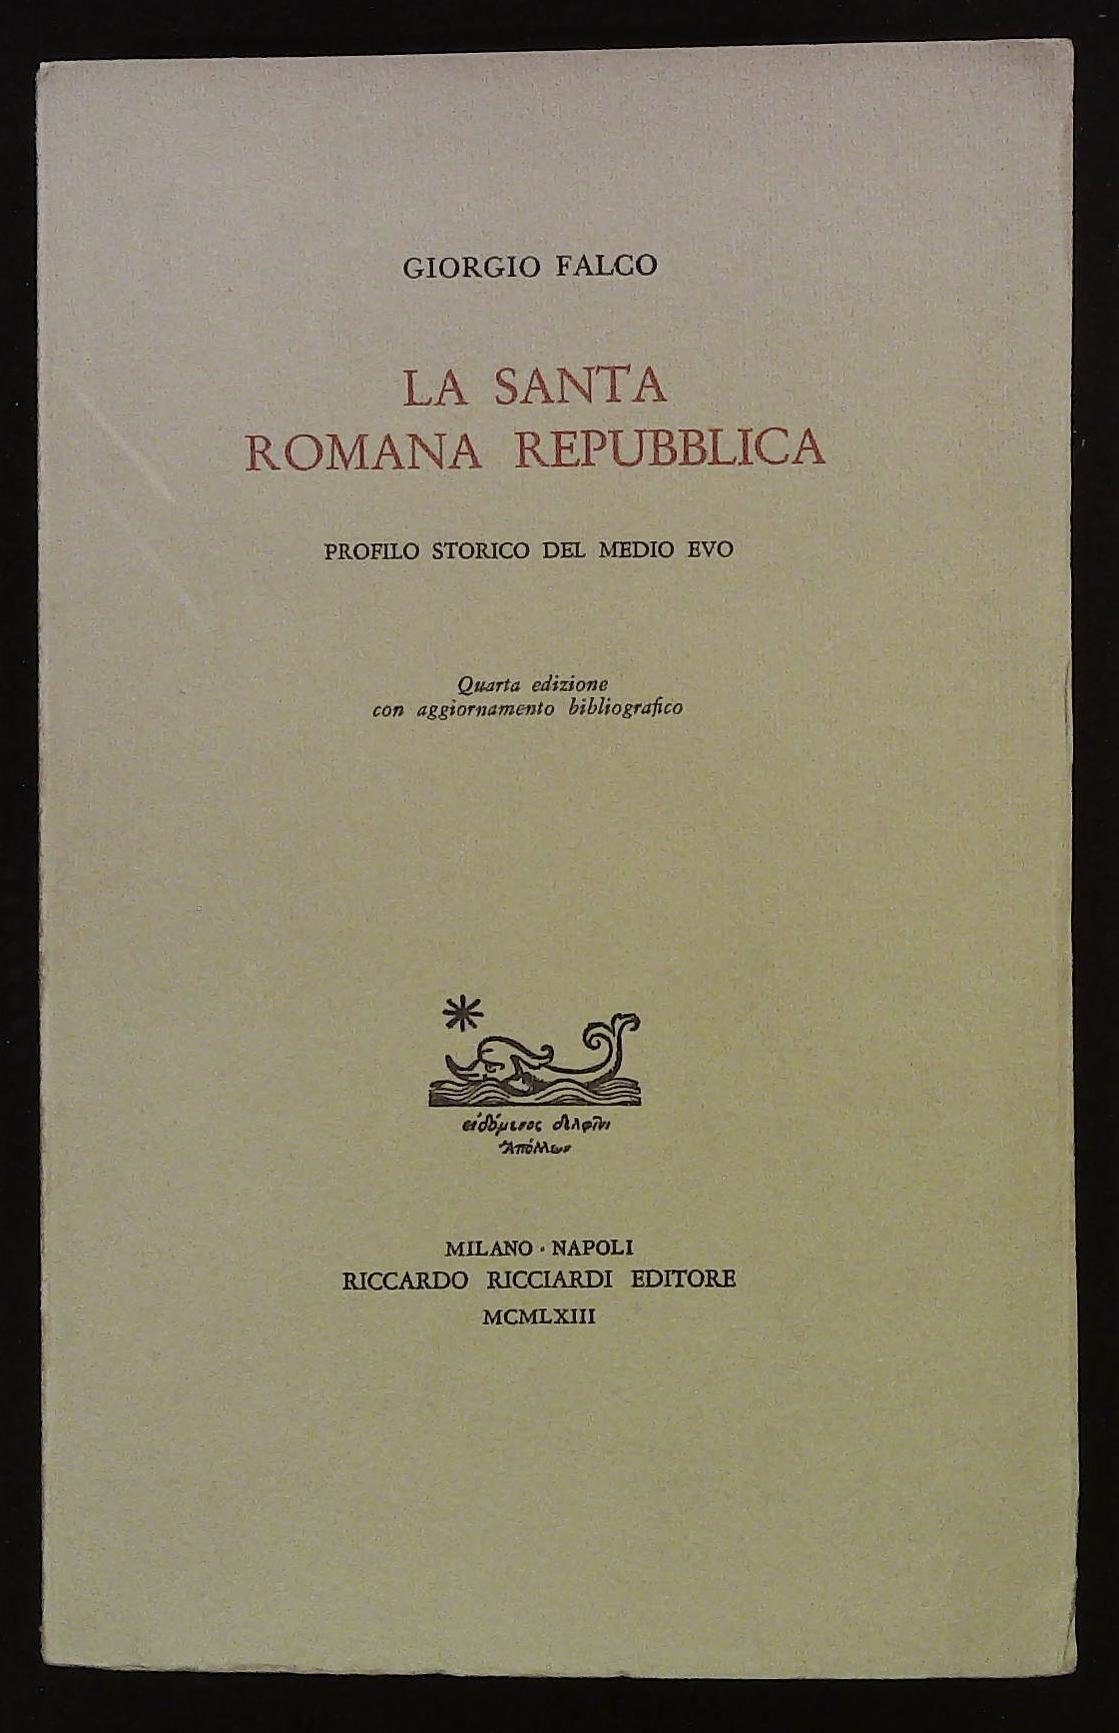 GIORGIO FALCO
LA SANTA
ROMANA REPUBBLICA
PROFILO STORICO DEL MEDIO EVO
Quarta edizione
con aggiornamento bibliografico
Ἀπόλλων
MILANO · NAPOLI
RICCARDO RICCIARDI EDITORE
MCMLXIII